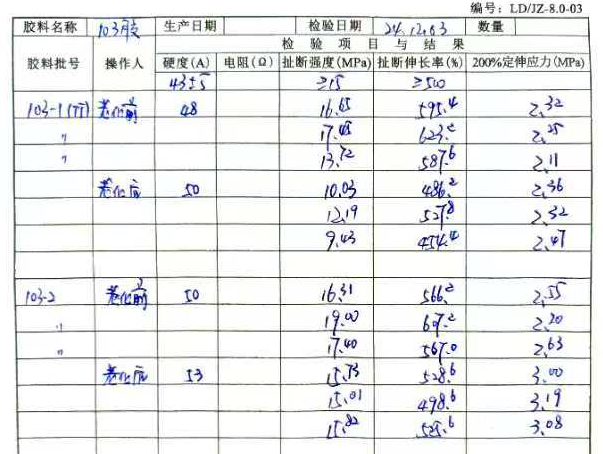 编号：LD/JZ-8.0-03
胶料名称 103胶 生产日期 检验日期 24.12.03 数量
胶料批号 操作人 检 验 项 目 与 结 果
硬度(A) 电阻(Ω) 扯断强度(MPa) 扯断伸长率(%) 200%定伸应力(MPa)
43±5 ≥15 ≥500
103-1 老化前 48 16.65 595.4 2.32
〃 17.45 623.2 2.25
〃 13.72 587.6 2.11
老化后 50 10.03 486.2 2.36
12.19 527.8 2.32
9.43 454.4 2.47
103-2 老化前 50 16.31 566.2 2.55
〃 19.00 607.2 2.20
〃 17.40 567.0 2.63
老化后 53 15.73 528.6 3.00
15.01 498.6 3.19
15.82 525.6 3.08